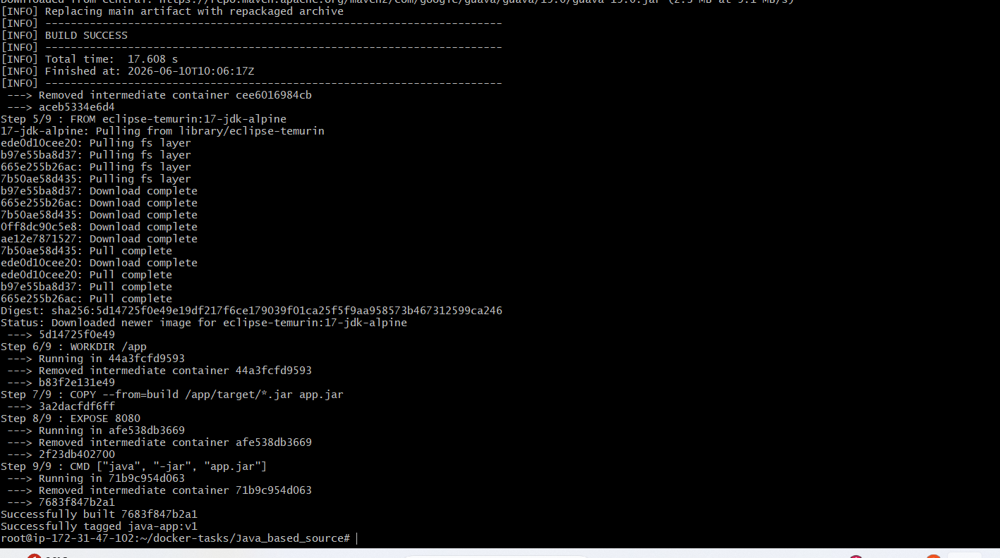 Downloaded from central: https://repo.maven.apache.org/maven2/com/google/guava/guava/19.0/guava-19.0.jar (2.3 MB at 9.1 MB/s)
[INFO] Replacing main artifact with repackaged archive
[INFO] ------------------------------------------------------------------------
[INFO] BUILD SUCCESS
[INFO] ------------------------------------------------------------------------
[INFO] Total time:  17.608 s
[INFO] Finished at: 2026-06-10T10:06:17Z
[INFO] ------------------------------------------------------------------------
 ---> Removed intermediate container cee6016984cb
 ---> aceb5334e6d4
Step 5/9 : FROM eclipse-temurin:17-jdk-alpine
17-jdk-alpine: Pulling from library/eclipse-temurin
ede0d10cee20: Pulling fs layer
b97e55ba8d37: Pulling fs layer
665e255b26ac: Pulling fs layer
7b50ae58d435: Pulling fs layer
b97e55ba8d37: Download complete
665e255b26ac: Download complete
7b50ae58d435: Download complete
0ff8dc90c5e8: Download complete
ae12e7871527: Download complete
7b50ae58d435: Pull complete
ede0d10cee20: Download complete
ede0d10cee20: Pull complete
b97e55ba8d37: Pull complete
665e255b26ac: Pull complete
Digest: sha256:5d14725f0e49e19df217f6ce179039f01ca25f5f9aa958573b467312599ca246
Status: Downloaded newer image for eclipse-temurin:17-jdk-alpine
 ---> 5d14725f0e49
Step 6/9 : WORKDIR /app
 ---> Running in 44a3fcfd9593
 ---> Removed intermediate container 44a3fcfd9593
 ---> b83f2e131e49
Step 7/9 : COPY --from=build /app/target/*.jar app.jar
 ---> 3a2dacfdf6ff
Step 8/9 : EXPOSE 8080
 ---> Running in afe538db3669
 ---> Removed intermediate container afe538db3669
 ---> 2f23db402700
Step 9/9 : CMD ["java", "-jar", "app.jar"]
 ---> Running in 71b9c954d063
 ---> Removed intermediate container 71b9c954d063
 ---> 7683f847b2a1
Successfully built 7683f847b2a1
Successfully tagged java-app:v1
root@ip-172-31-47-102:~/docker-tasks/Java_based_source#